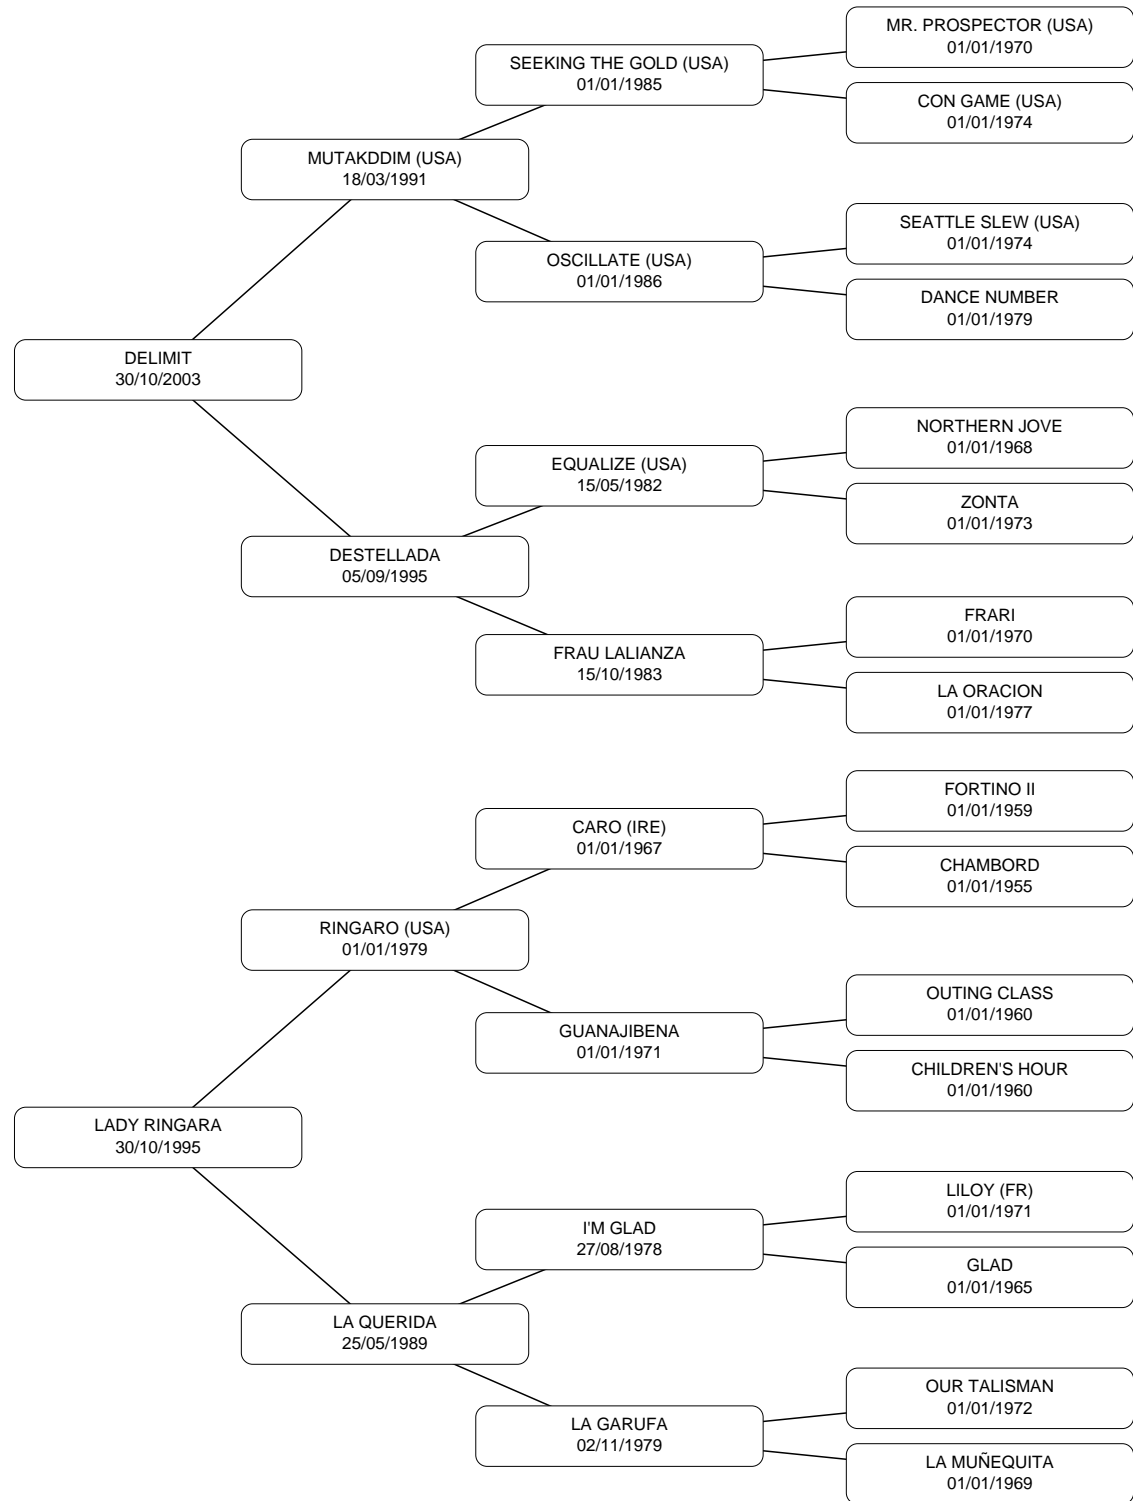 MR. PROSPECTOR (USA)
01/01/1970
SEEKING THE GOLD (USA)
01/01/1985
CON GAME (USA)
01/01/1974
MUTAKDDIM (USA)
18/03/1991
SEATTLE SLEW (USA)
01/01/1974
OSCILLATE (USA)
01/01/1986
DANCE NUMBER
01/01/1979
DELIMIT
30/10/2003
NORTHERN JOVE
01/01/1968
EQUALIZE (USA)
15/05/1982
ZONTA
01/01/1973
DESTELLADA
05/09/1995
FRARI
01/01/1970
FRAU LALIANZA
15/10/1983
LA ORACION
01/01/1977
FORTINO II
01/01/1959
CARO (IRE)
01/01/1967
CHAMBORD
01/01/1955
RINGARO (USA)
01/01/1979
OUTING CLASS
01/01/1960
GUANAJIBENA
01/01/1971
CHILDREN'S HOUR
01/01/1960
LADY RINGARA
30/10/1995
LILOY (FR)
01/01/1971
I'M GLAD
27/08/1978
GLAD
01/01/1965
LA QUERIDA
25/05/1989
OUR TALISMAN
01/01/1972
LA GARUFA
02/11/1979
LA MUÑEQUITA
01/01/1969